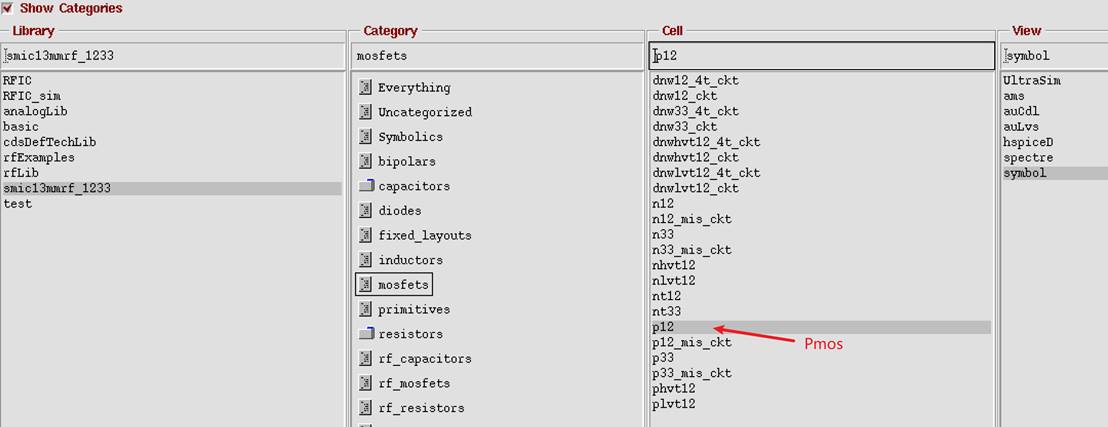 Show Categories
Library
Category
Cell
View
smic13mmrf_1233
mosfets
p12
symbol
RFIC
RFIC_sim
analogLib
basic
cdsDefTechLib
rfExamples
rfLib
smic13mmrf_1233
test
Everything
Uncategorized
Symbolics
bipolars
capacitors
diodes
fixed_layouts
inductors
mosfets
primitives
resistors
rf_capacitors
rf_mosfets
rf_resistors
dnw12_4t_ckt
dnw12_ckt
dnw33_4t_ckt
dnw33_ckt
dnwhvt12_4t_ckt
dnwhvt12_ckt
dnwlvt12_4t_ckt
dnwlvt12_ckt
n12
n12_mis_ckt
n33
n33_mis_ckt
nhvt12
nlvt12
nt12
nt33
p12
p12_mis_ckt
p33
p33_mis_ckt
phvt12
plvt12
Pmos
UltraSim
ams
auCdl
auLvs
hspiceD
spectre
symbol